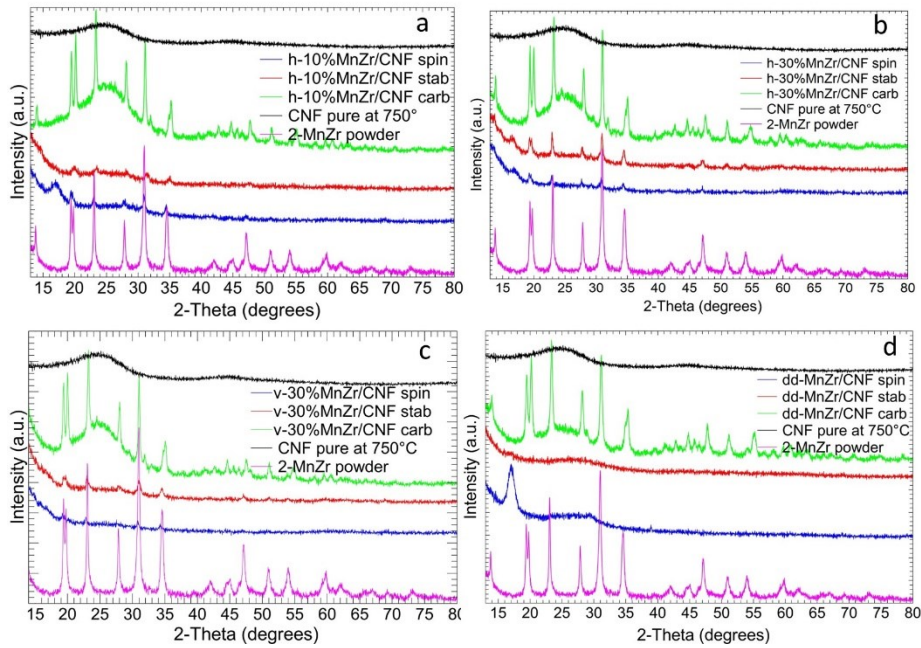 a
h-10%MnZr/CNF spin
h-10%MnZr/CNF stab
h-10%MnZr/CNF carb
CNF pure at 750°
2-MnZr powder
Intensity (a.u.)
14 20 25 30 35 40 45 50 55 60 65 70 75 80
2-Theta (degrees)
b
h-30%MnZr/CNF spin
h-30%MnZr/CNF stab
h-30%MnZr/CNF carb
CNF pure at 750°C
2-MnZr powder
Intensity (a.u.)
14 20 25 30 35 40 45 50 55 60 65 70 75 80
2-Theta (degrees)
c
v-30%MnZr/CNF spin
v-30%MnZr/CNF stab
v-30%MnZr/CNF carb
CNF pure at 750°C
2-MnZr powder
Intensity (a.u.)
14 20 25 30 35 40 45 50 55 60 65 70 75 80
2-Theta (degrees)
d
dd-MnZr/CNF spin
dd-MnZr/CNF stab
dd-MnZr/CNF carb
CNF pure at 750°C
2-MnZr powder
Intensity (a.u.)
14 20 25 30 35 40 45 50 55 60 65 70 75 80
2-Theta (degrees)